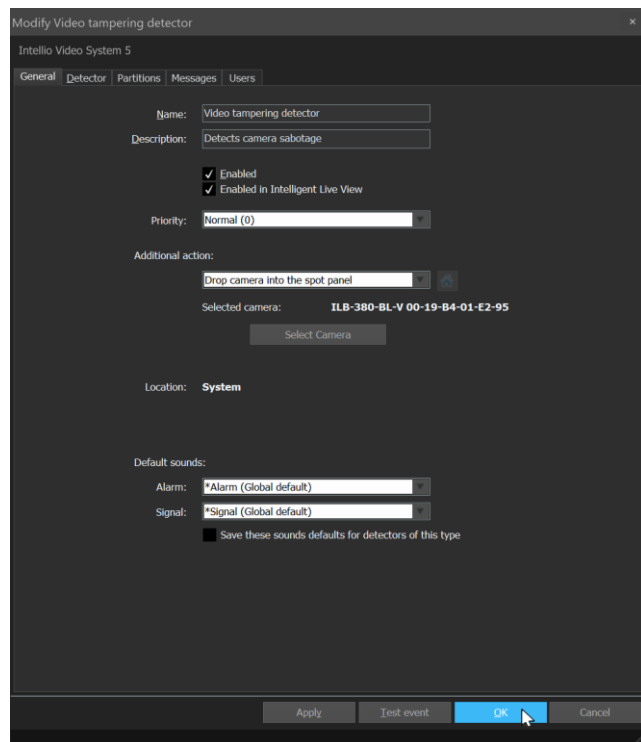 Modify Video tampering detector
×
Intellio Video System 5
General Detector Partitions Messages Users
Name: Video tampering detector
Description: Detects camera sabotage
Enabled
Enabled in Intelligent Live View
Priority: Normal (0)
Additional action:
Drop camera into the spot panel
Selected camera: ILB-380-BL-V 00-19-B4-01-E2-95
Select Camera
Location: System
Default sounds:
Alarm: *Alarm (Global default)
Signal: *Signal (Global default)
Save these sounds defaults for detectors of this type
Apply Test event OK Cancel